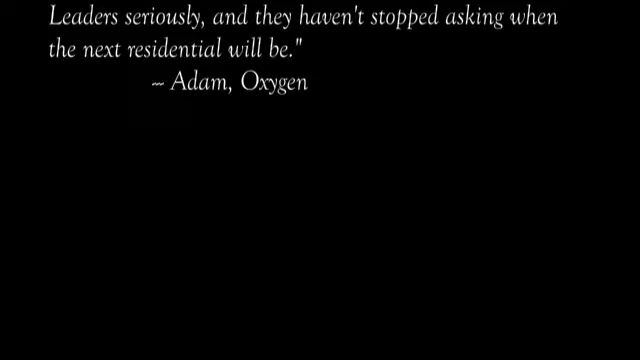 Leaders seriously, and they haven't stopped asking when
the next residential will be."
~ Adam, Oxygen